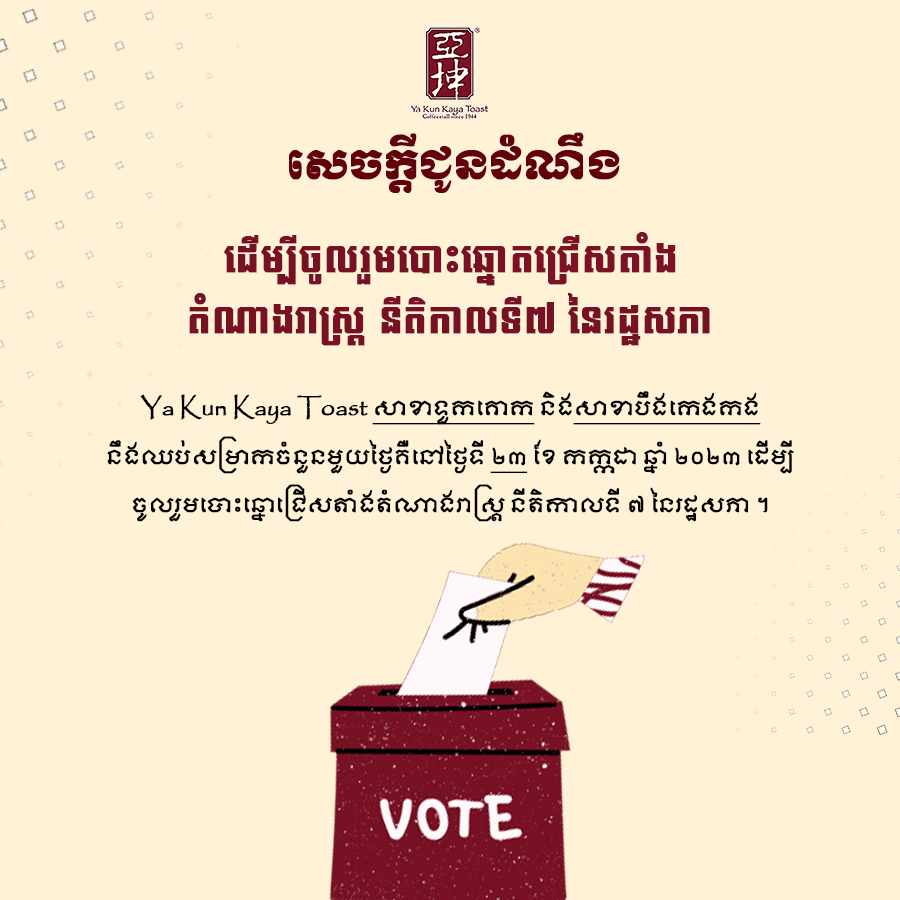 亞坤
®
Ya Kun Kaya Toast
Coffeestall since 1944
សេចក្តីជូនដំណឹង
ដើម្បីចូលរួមបោះឆ្នោតជ្រើសតាំង
តំណាងរាស្ត្រ នីតិកាលទី៧ នៃរដ្ឋសភា
Ya Kun Kaya Toast សាខាទួកគោក និងសាខាបឹងកេងកង
នឹងឈប់សម្រាកចំនួនមួយថ្ងៃគឺនៅថ្ងៃទី ២៣ ខែ កក្កដា ឆ្នាំ ២០២៣ ដើម្បី
ចូលរួមបោះឆ្នោជ្រើសតាំងតំណាងរាស្ត្រ នីតិកាលទី ៧ នៃរដ្ឋសភា ។
VOTE